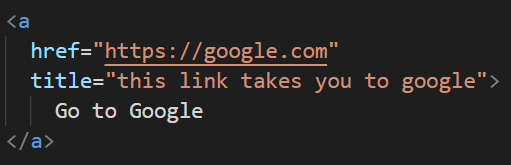 <a
href="https://google.com"
title="this link takes you to google">
Go to Google
</a>